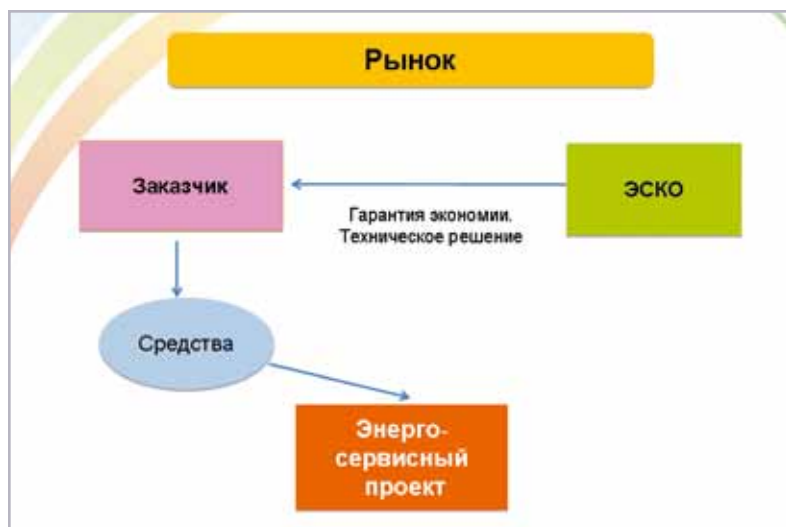 Рынок
Заказчик
ЭСКО
Гарантия экономии.
Техническое решение
Средства
Энерго-
сервисный
проект